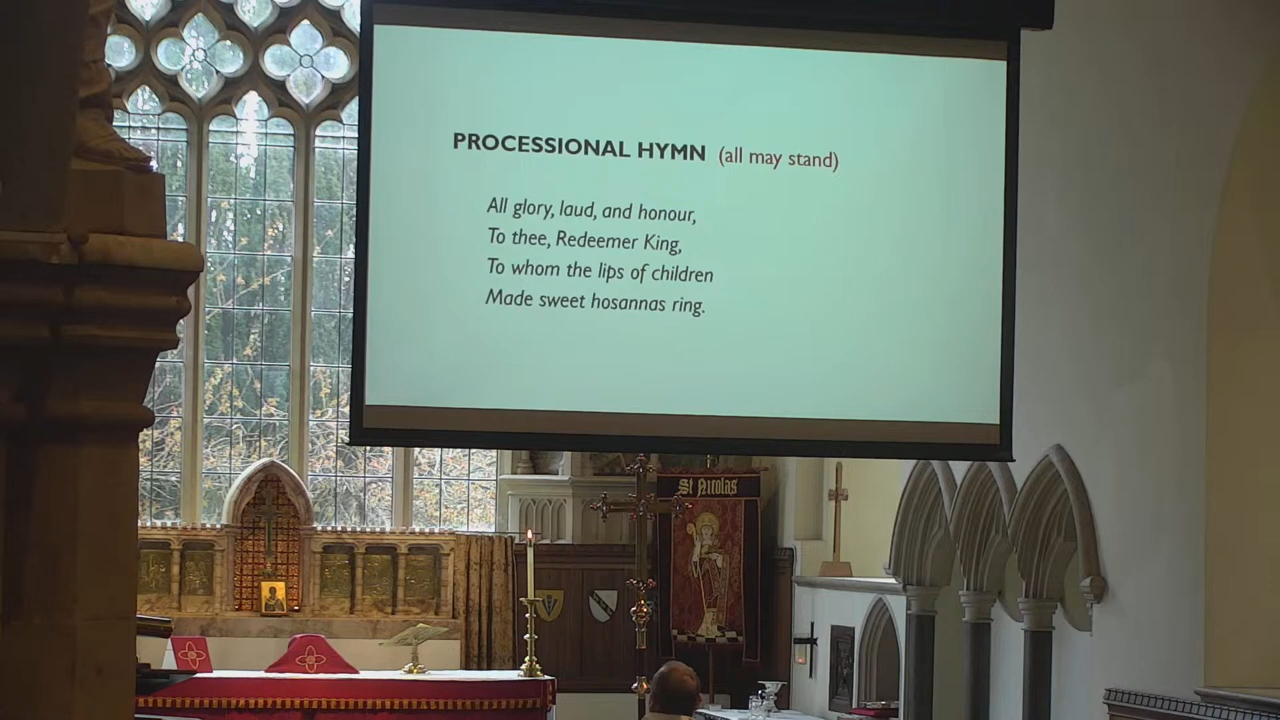 PROCESSIONAL HYMN (all may stand)
All glory, laud, and honour,
To thee, Redeemer King,
To whom the lips of children
Made sweet hosannas ring.
St Nicolas